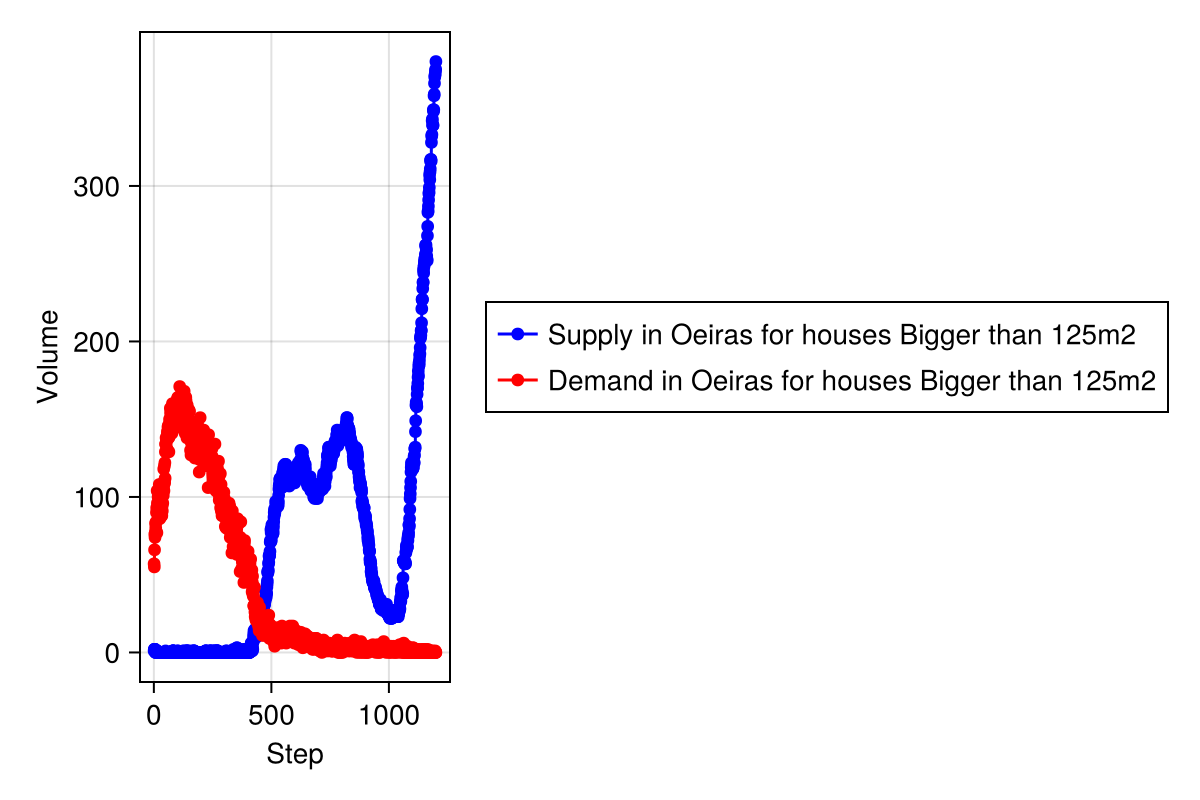 300
200
100
0
Volume
0 500 1000
Step
Supply in Oeiras for houses Bigger than 125m2
Demand in Oeiras for houses Bigger than 125m2